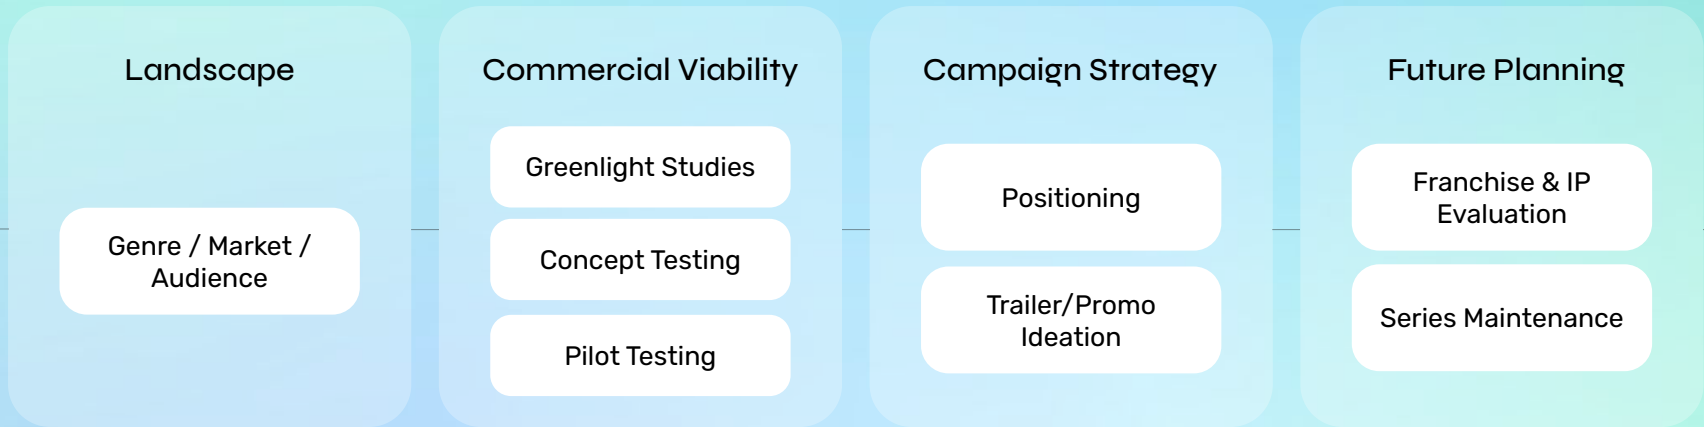 Landscape
Genre / Market /
Audience
Commercial Viability
Greenlight Studies
Concept Testing
Pilot Testing
Campaign Strategy
Positioning
Trailer/Promo
Ideation
Future Planning
Franchise & IP
Evaluation
Series Maintenance